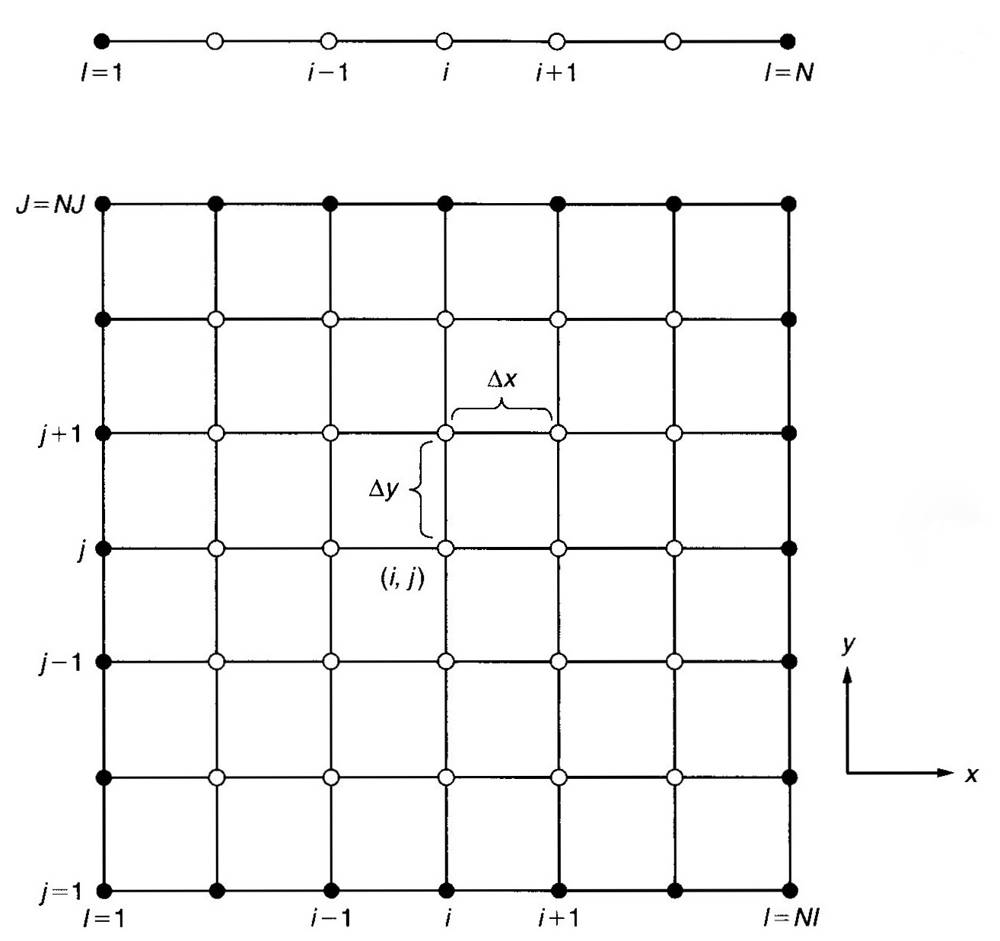 I=1 i−1 i i+1 I=N
J=NJ
Δx
j+1
Δy
j
(i, j)
j−1
y
x
j=1
I=1 i−1 i i+1 I=NI